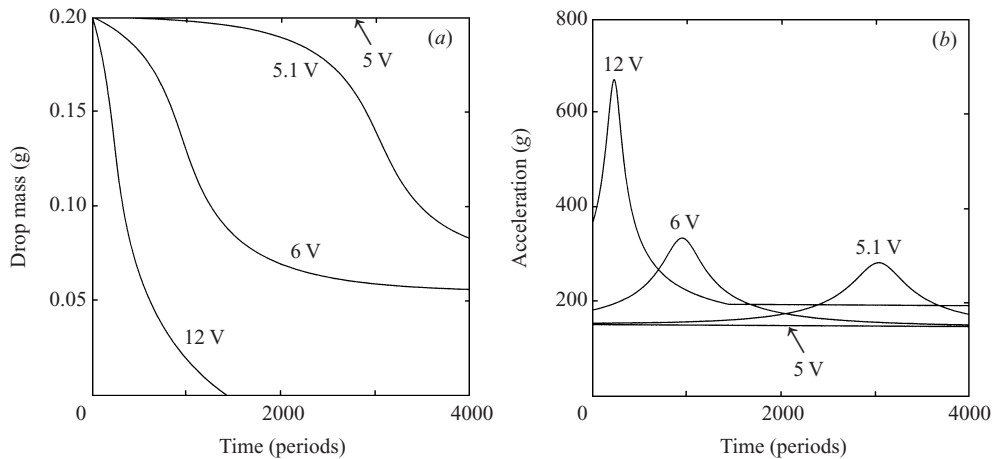 0.20
0.15
0.10
0.05
0
2000
4000
Drop mass (g)
Time (periods)
(a)
5 V
5.1 V
6 V
12 V
800
600
400
200
0
0
2000
4000
Acceleration (g)
Time (periods)
(b)
12 V
6 V
5.1 V
5 V